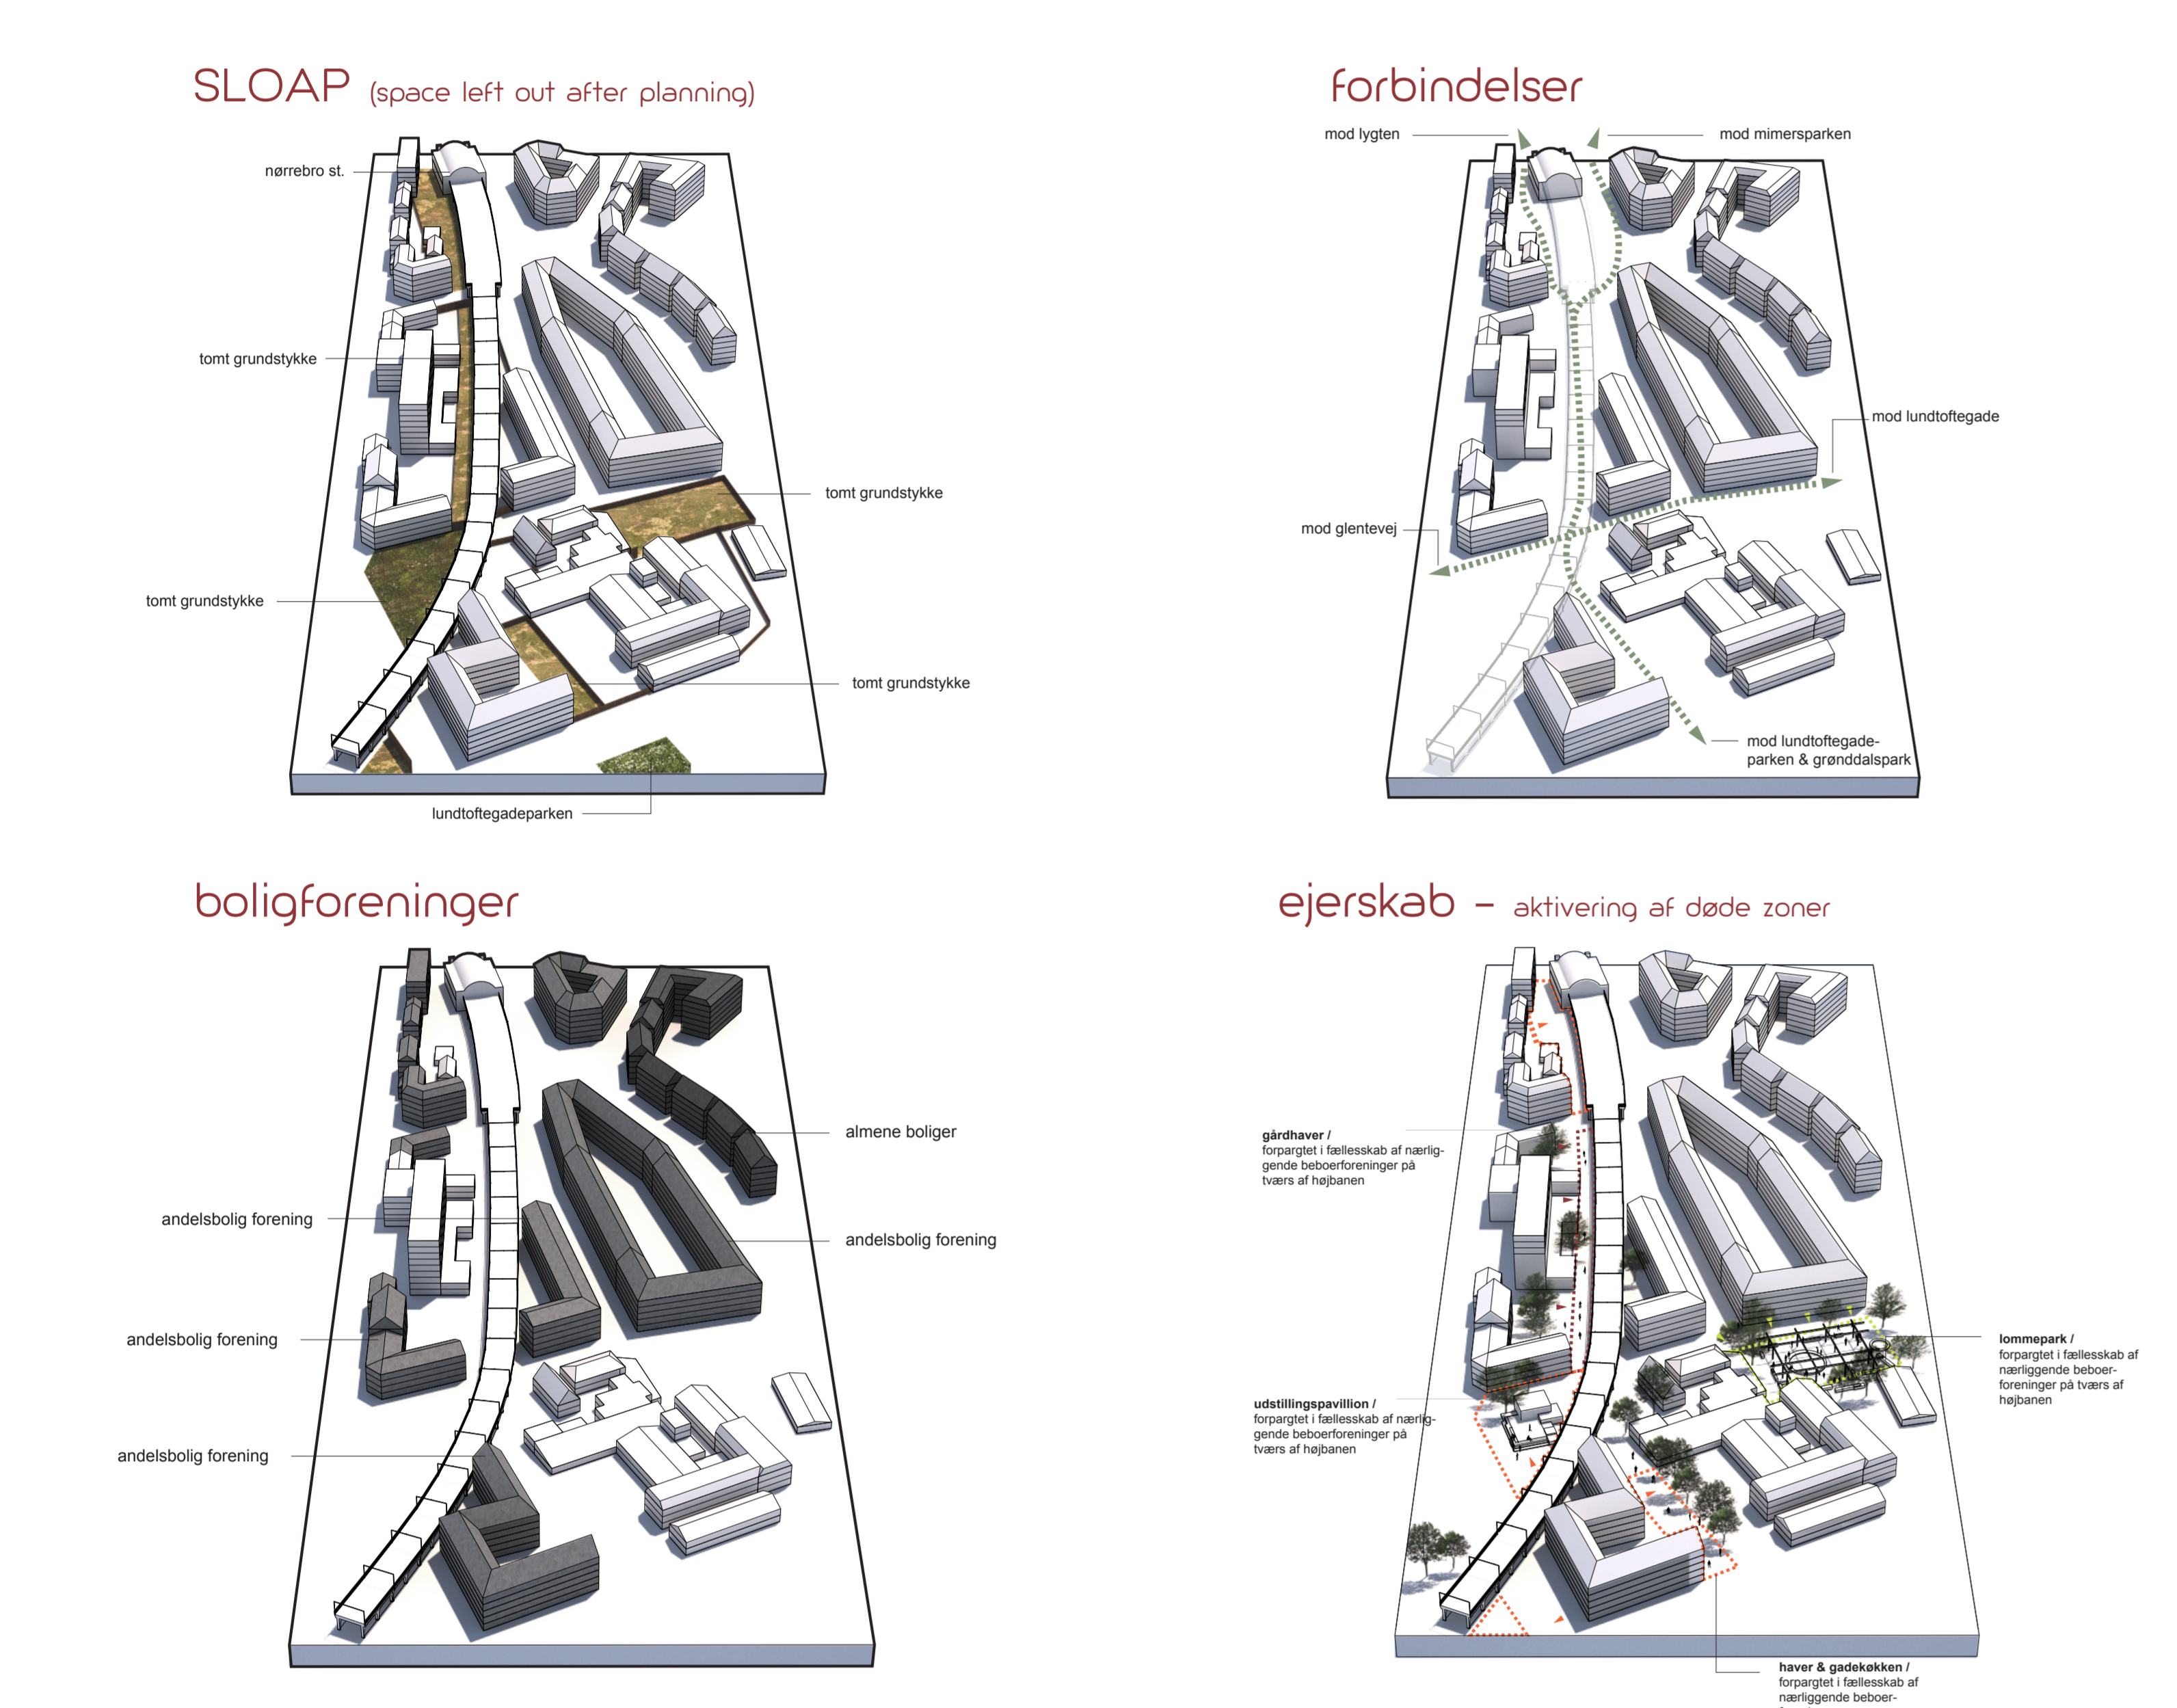 SLOAP (space left out after planning)
nørrebro st.
tomt grundstykke
tomt grundstykke
tomt grundstykke
tomt grundstykke
lundtoftegadeparken
forbindelser
mod lygten
mod mimersparken
mod lundtoftegade
mod glentevej
mod lundtoftegade-
parken & grønddalspark
boligforeninger
almene boliger
andelsbolig forening
andelsbolig forening
andelsbolig forening
andelsbolig forening
ejerskab - aktivering af døde zoner
gårdhaver /
forpargtet i fællesskab af nærlig-
gende beboerforeninger på
tværs af højbanen
lommepark /
forpargtet i fællesskab af
nærliggende beboer-
foreninger på tværs af
højbanen
udstillingspavillion /
forpargtet i fællesskab af nærlig-
gende beboerforeninger på
tværs af højbanen
haver & gadekøkken /
forpargtet i fællesskab af
nærliggende beboer-